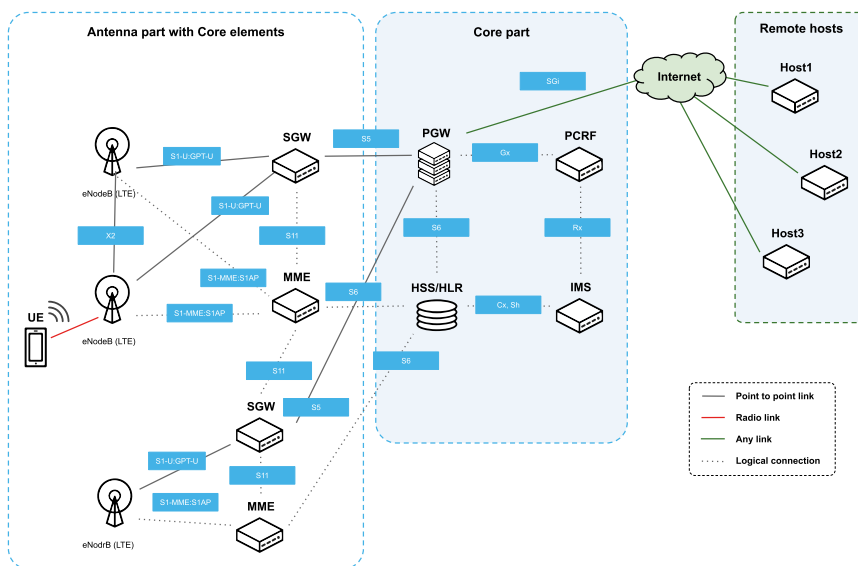 Antenna part with Core elements
Core part
Remote hosts
SGi
Internet
Host1
SGW
S5
PGW
PCRF
S1-U:GPT-U
Gx
Host2
eNodeB (LTE)
S1-U:GPT-U
X2
S11
S6
Rx
Host3
S1-MME:S1AP
MME
S6
HSS/HLR
IMS
UE
S1-MME:S1AP
Cx, Sh
eNodeB (LTE)
S11
S6
SGW
S5
S1-U:GPT-U
S11
S1-MME:S1AP
MME
eNodrB (LTE)
Point to point link
Radio link
Any link
Logical connection